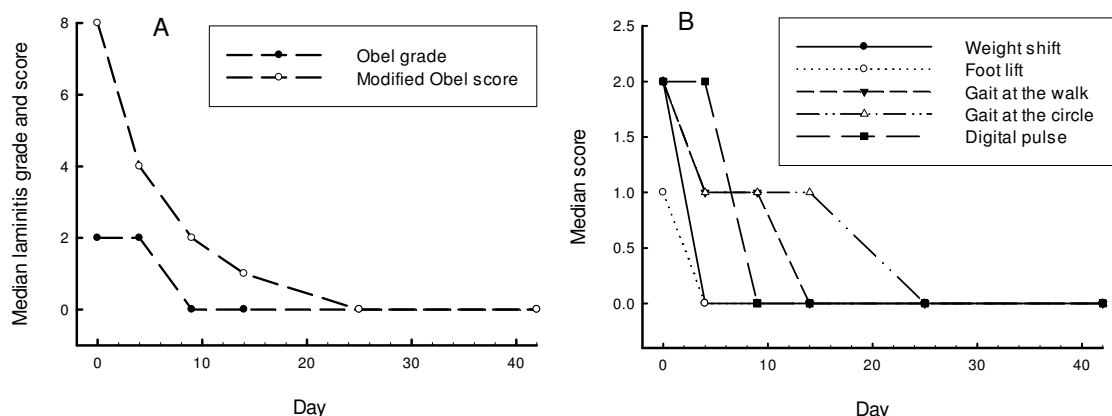 A
Obel grade
Modified Obel score
Median laminitis grade and score
8
6
4
2
0
0
10
20
30
40
Day
B
Weight shift
Foot lift
Gait at the walk
Gait at the circle
Digital pulse
Median score
2.0
1.5
1.0
0.5
0.0
0
10
20
30
40
Day